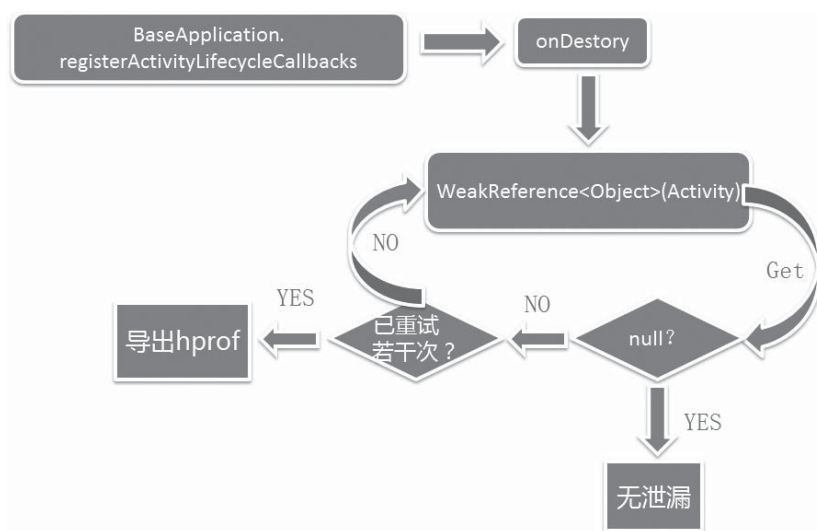 BaseApplication.
registerActivityLifecycleCallbacks
onDestory
WeakReference<Object>(Activity)
NO
Get
YES
NO
导出hprof
已重试
若干次？
null？
YES
无泄漏